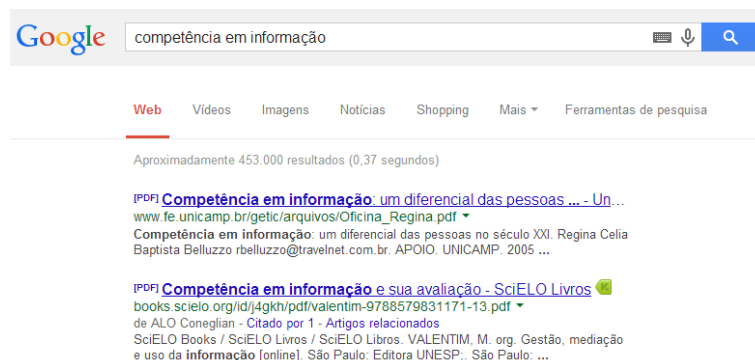 Google competência em informação
Web Vídeos Imagens Notícias Shopping Mais Ferramentas de pesquisa
Aproximadamente 453.000 resultados (0,37 segundos)
[PDF] Competência em informação: um diferencial das pessoas ... - Un...
www.fe.unicamp.br/getic/arquivos/Oficina_Regina.pdf
Competência em informação: um diferencial das pessoas no século XXI. Regina Celia
Baptista Belluzzo rbelluzzo@travelnet.com.br. APOIO. UNICAMP. 2005 ...
[PDF] Competência em informação e sua avaliação - SciELO Livros
books.scielo.org/id/j4gkh/pdf/valentim-9788579831171-13.pdf
de ALO Coneglian - Citado por 1 - Artigos relacionados
SciELO Books / SciELO Livros / SciELO Libros. VALENTIM, M. org. Gestão, mediação
e uso da informação [online]. São Paulo: Editora UNESP;. São Paulo: ...